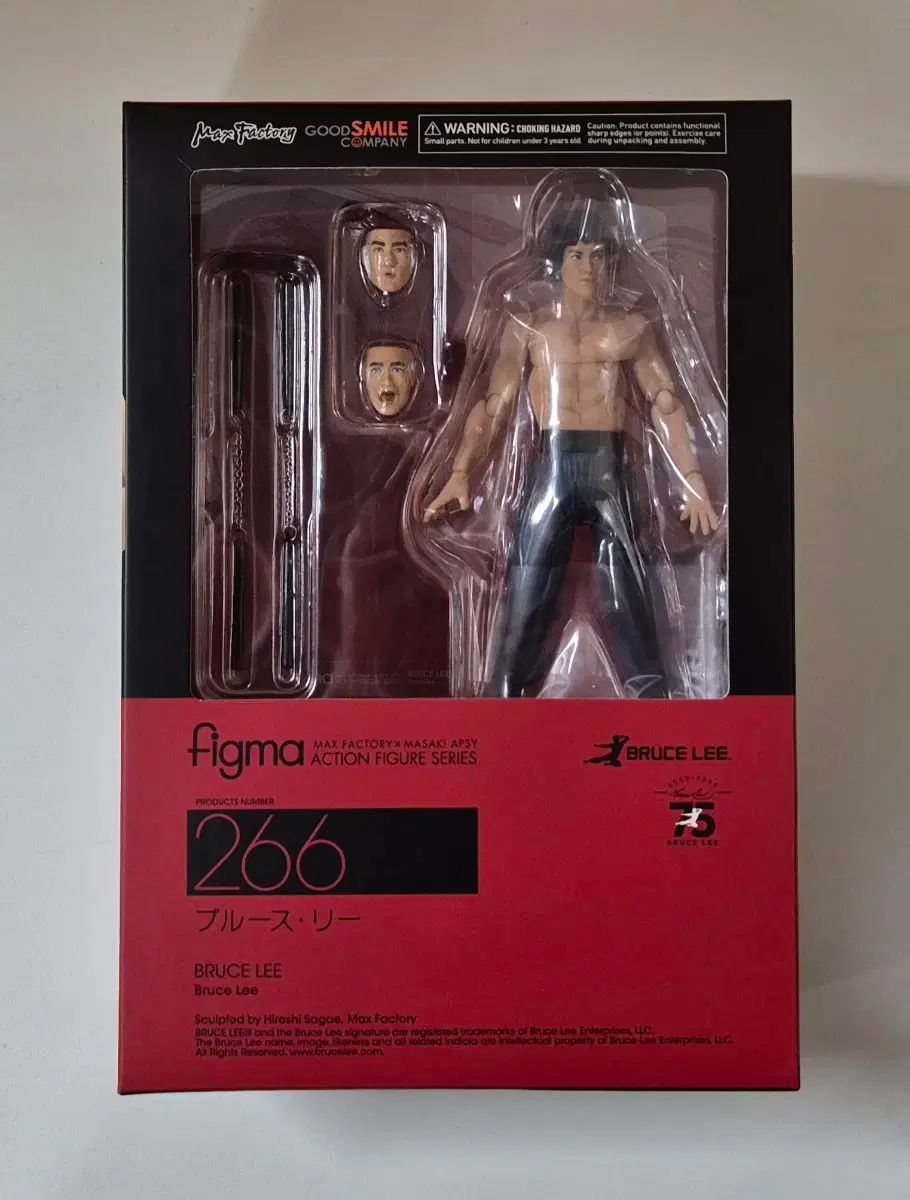 Max Factory
GOOD SMILE COMPANY
WARNING : CHOKING HAZARD
Small parts. Not for children under 3 years old.
Caution: Product contains functional
sharp edges (or points). Exercise care
during unpacking and assembly.
ACTION FIGURE SERIES
BRUCE LEE
figma
MAX FACTORY × MASAKI APSY
ACTION FIGURE SERIES
BRUCE LEE
75
BRUCE LEE
PRODUCTS NUMBER
266
ブルース・リー
BRUCE LEE
Bruce Lee
Sculpted by Hiroshi Sagae, Max Factory
BRUCE LEE® and the Bruce Lee signature are registered trademarks of Bruce Lee Enterprises, LLC.
The Bruce Lee name, image, likeness and all related indicia are intellectual property of Bruce Lee Enterprises, LLC.
All Rights Reserved. www.brucelee.com.